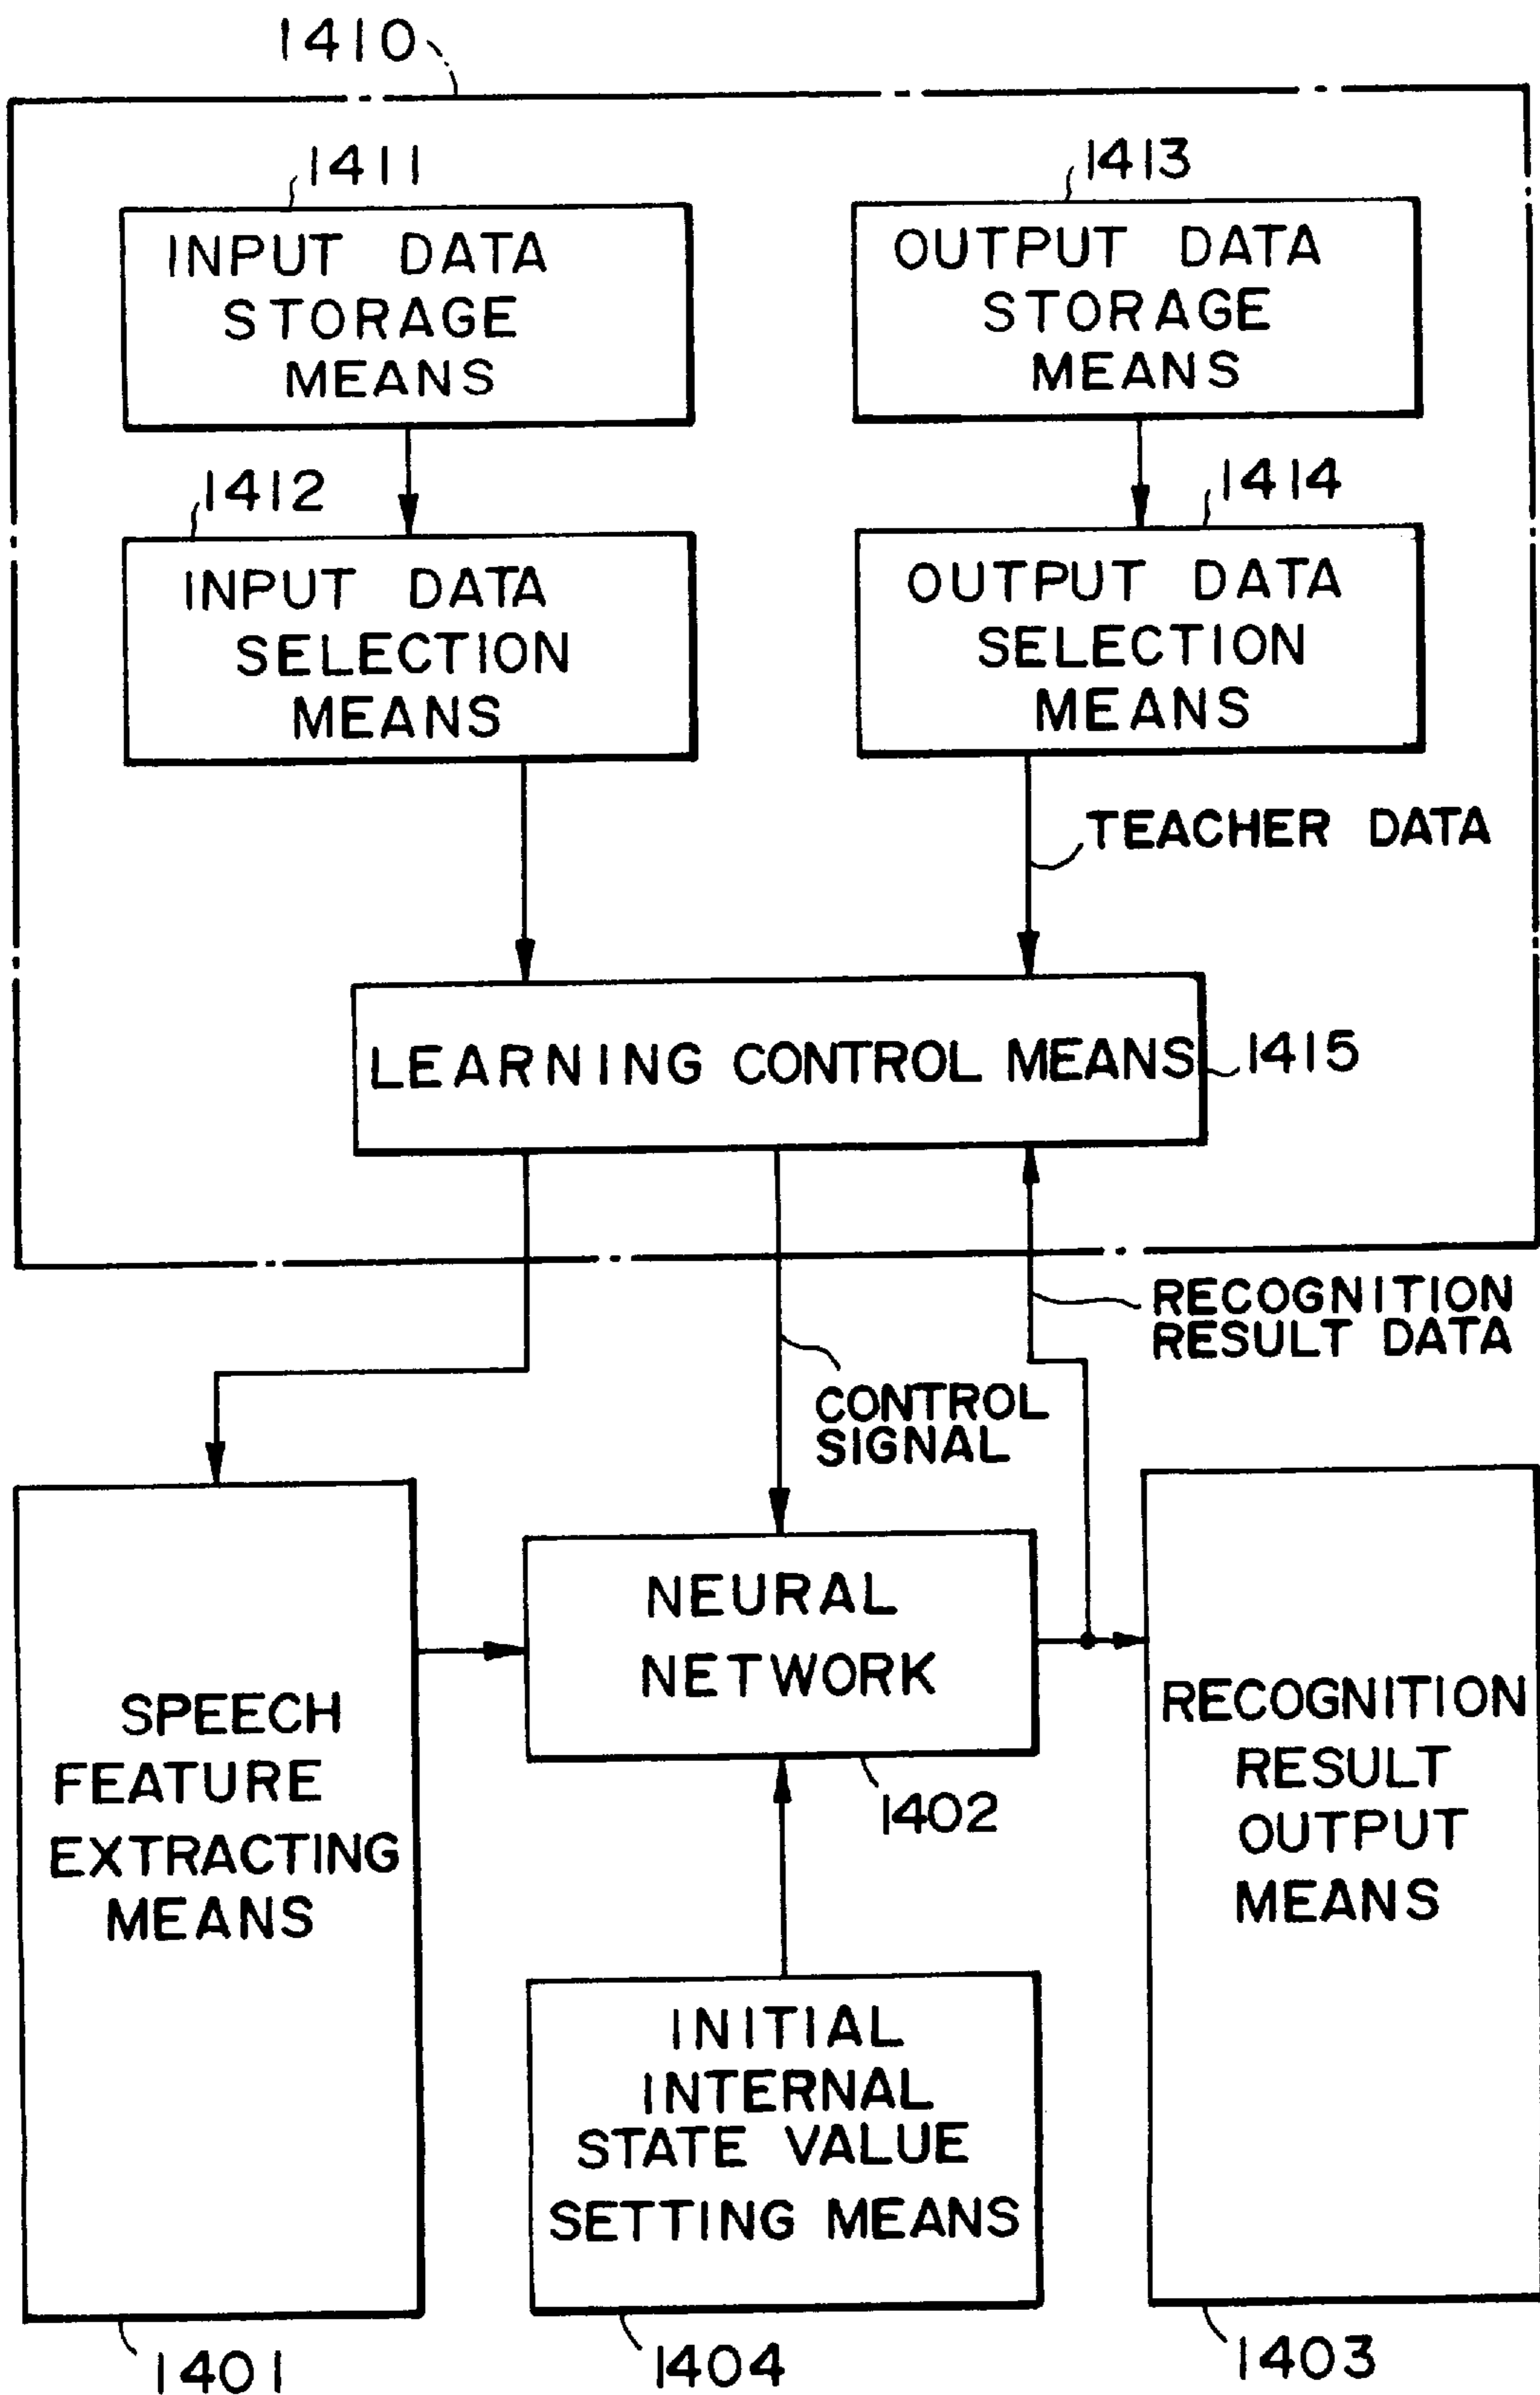 1410
1411
INPUT DATA
STORAGE
MEANS
1413
OUTPUT DATA
STORAGE
MEANS
1412
INPUT DATA
SELECTION
MEANS
1414
OUTPUT DATA
SELECTION
MEANS
TEACHER DATA
LEARNING CONTROL MEANS
1415
RECOGNITION
RESULT DATA
CONTROL
SIGNAL
SPEECH
FEATURE
EXTRACTING
MEANS
1401
NEURAL
NETWORK
1402
INITIAL
INTERNAL
STATE VALUE
SETTING MEANS
1404
RECOGNITION
RESULT
OUTPUT
MEANS
1403